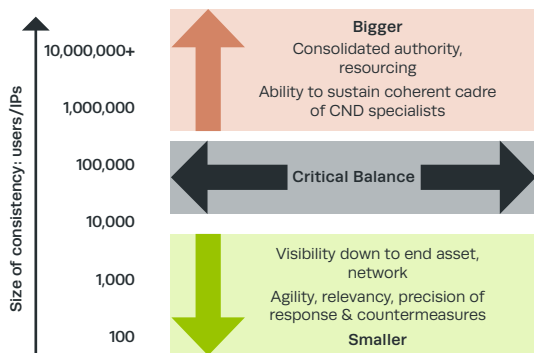 Size of consistency: users/IPs
10,000,000+
1,000,000
100,000
10,000
1,000
100
Bigger
Consolidated authority,
resourcing
Ability to sustain coherent cadre
of CND specialists
Critical Balance
Visibility down to end asset,
network
Agility, relevancy, precision of
response & countermeasures
Smaller